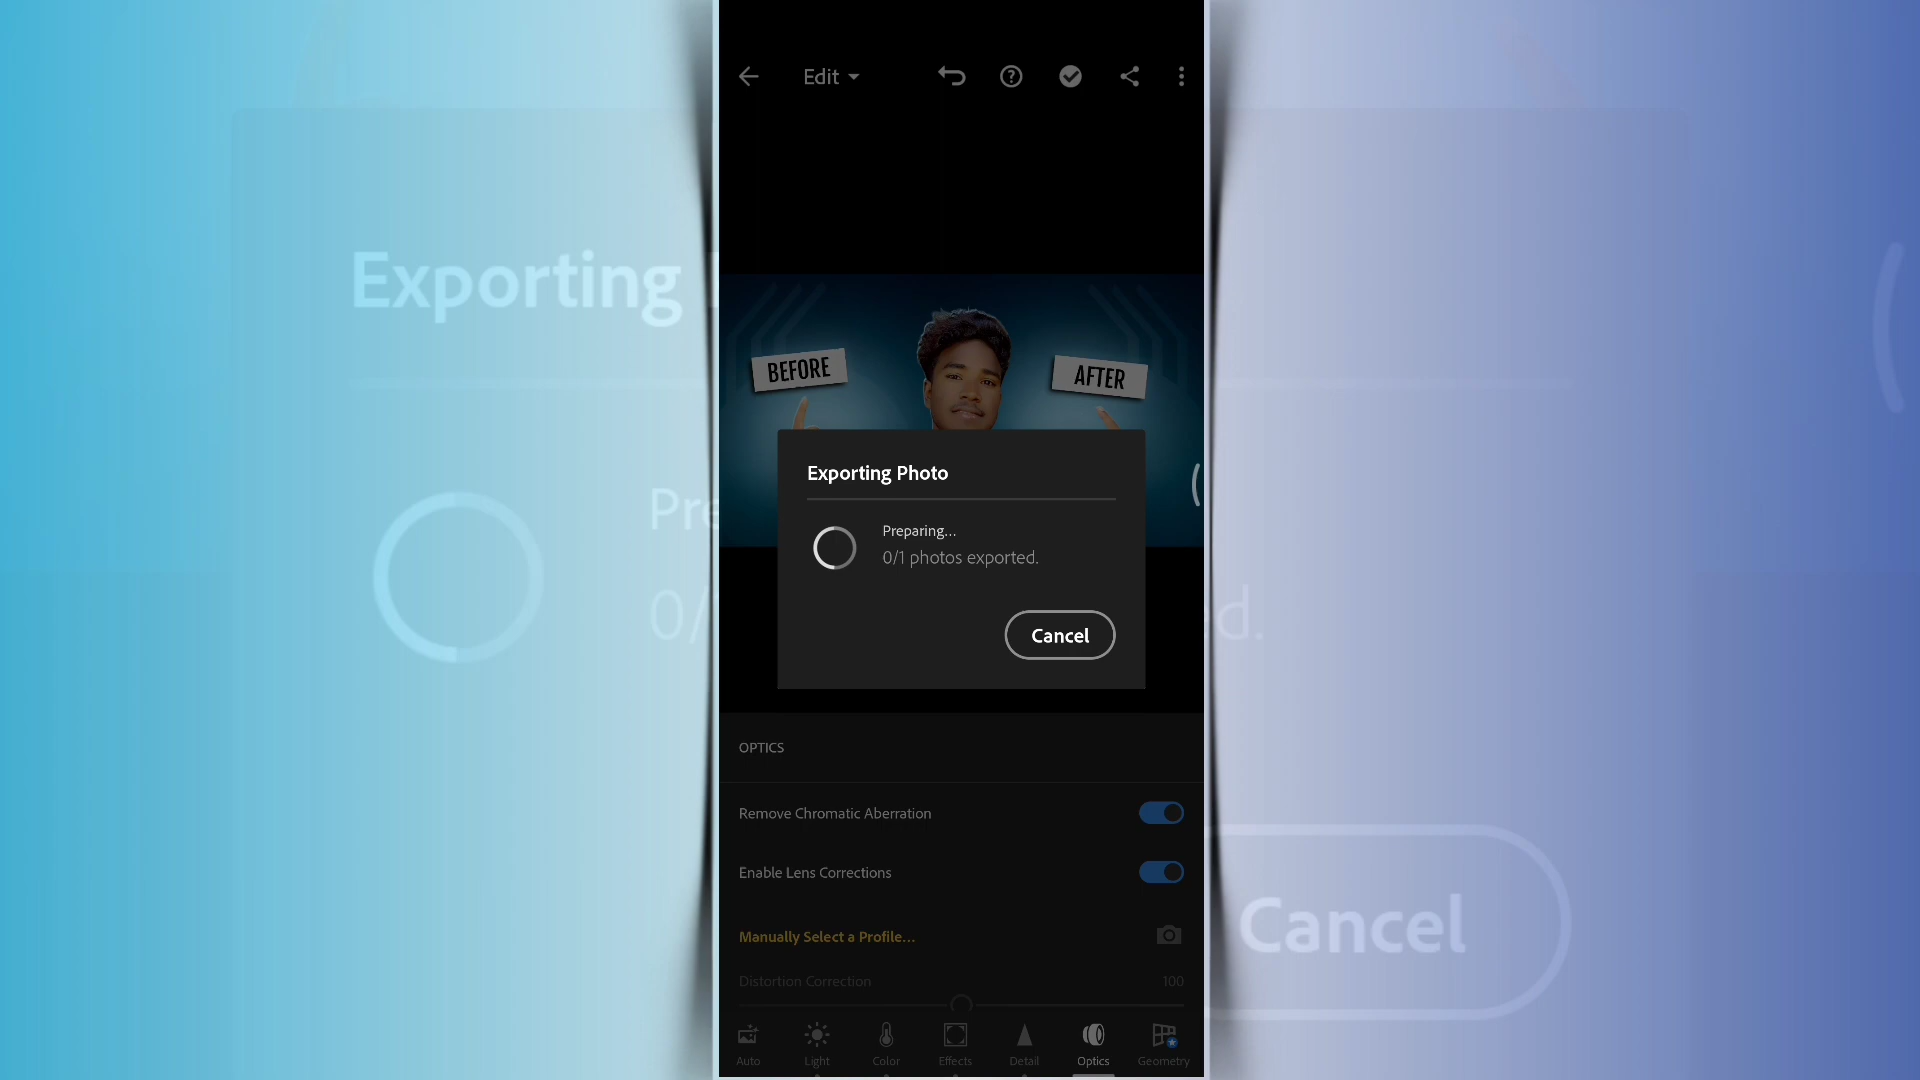 Edit
BEFORE
AFTER
Exporting Photo
Preparing...
0/1 photos exported.
Cancel
OPTICS
Remove Chromatic Aberration
Enable Lens Corrections
Manually Select a Profile...
Distortion Correction 100
Auto Light Color Effects Detail Optics Geometry
Exporting
Pre
0/
d.
Cancel